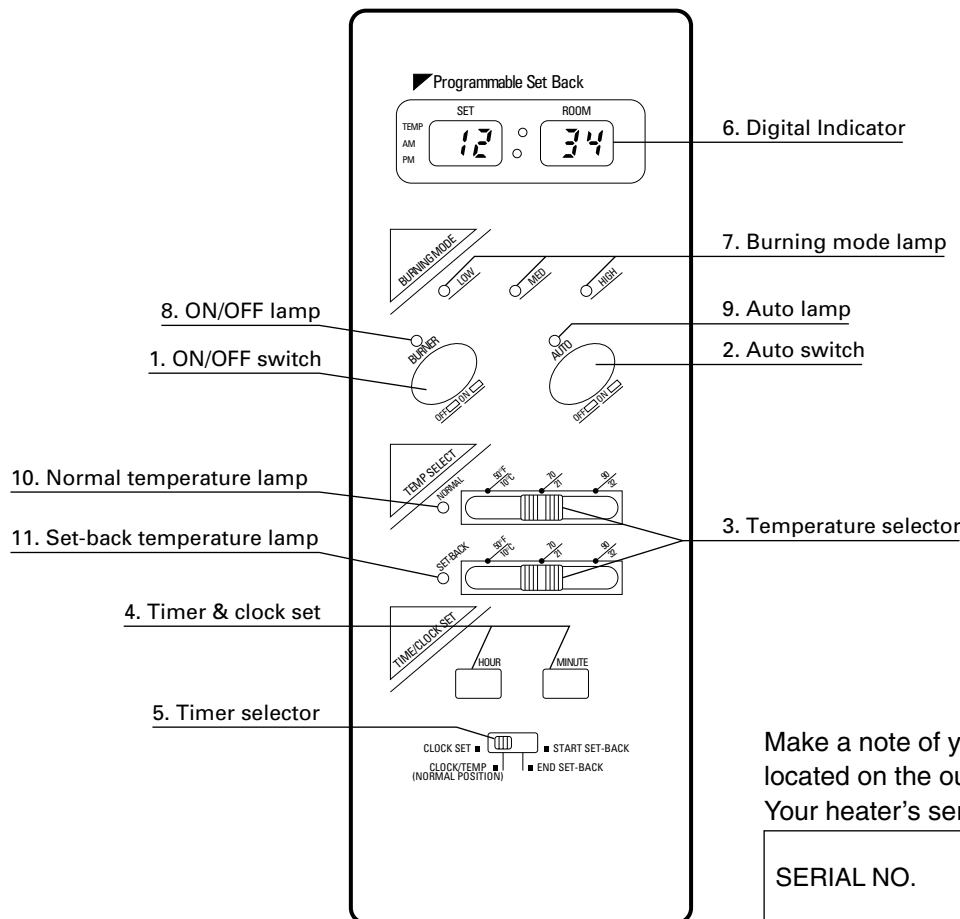 Programmable Set Back
SET ROOM
TEMP
AM
PM
12 : 34
6. Digital Indicator
BURNING MODE
LOW MED HIGH
7. Burning mode lamp
8. ON/OFF lamp
9. Auto lamp
1. ON/OFF switch
2. Auto switch
BURNER
OFF ON
AUTO
OFF ON
TEMP SELECT
10. Normal temperature lamp
NORMAL
50°F 70 90
10°C 21 32
11. Set-back temperature lamp
SET-BACK
50°F 70 90
10°C 21 32
3. Temperature selector
4. Timer & clock set
TIME/CLOCK SET
HOUR MINUTE
5. Timer selector
CLOCK SET START SET-BACK
CLOCK/TEMP END SET-BACK
(NORMAL POSITION)
Make a note of y
located on the ou
Your heater's ser
SERIAL NO.